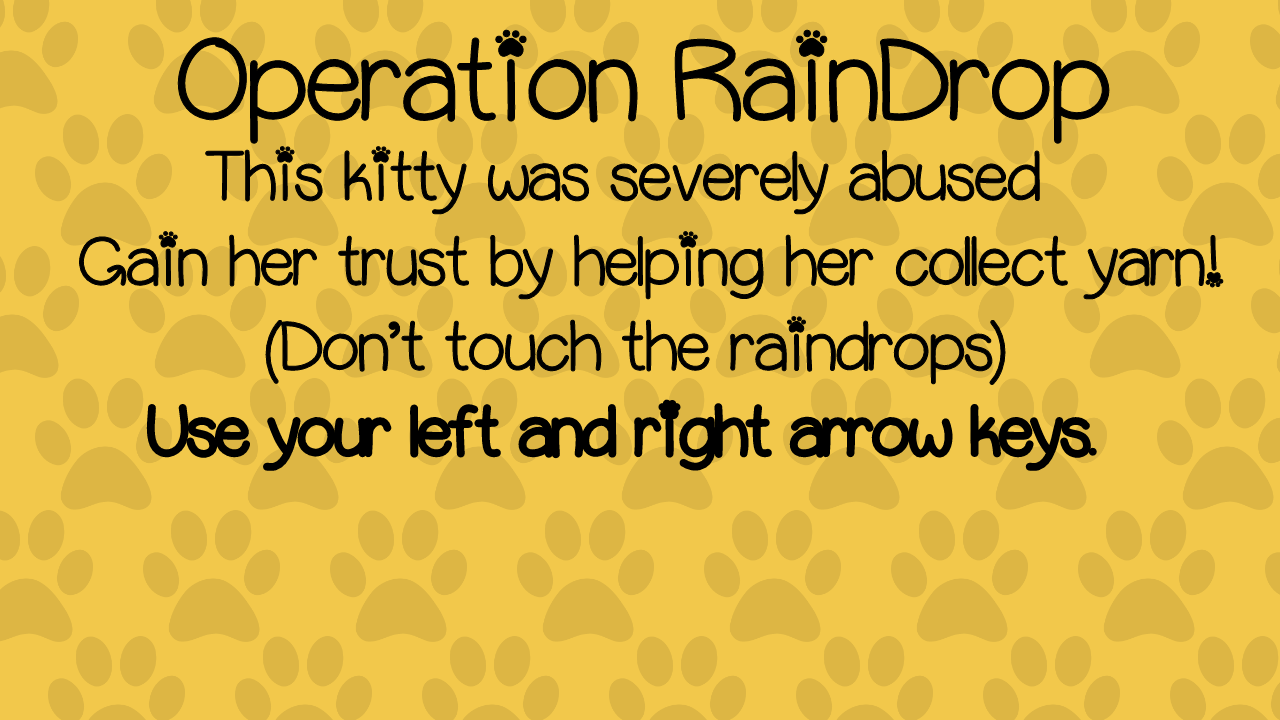 Operation RainDrop
This kitty was severely abused
Gain her trust by helping her collect yarn!
(Don't touch the raindrops)
Use your left and right arrow keys.